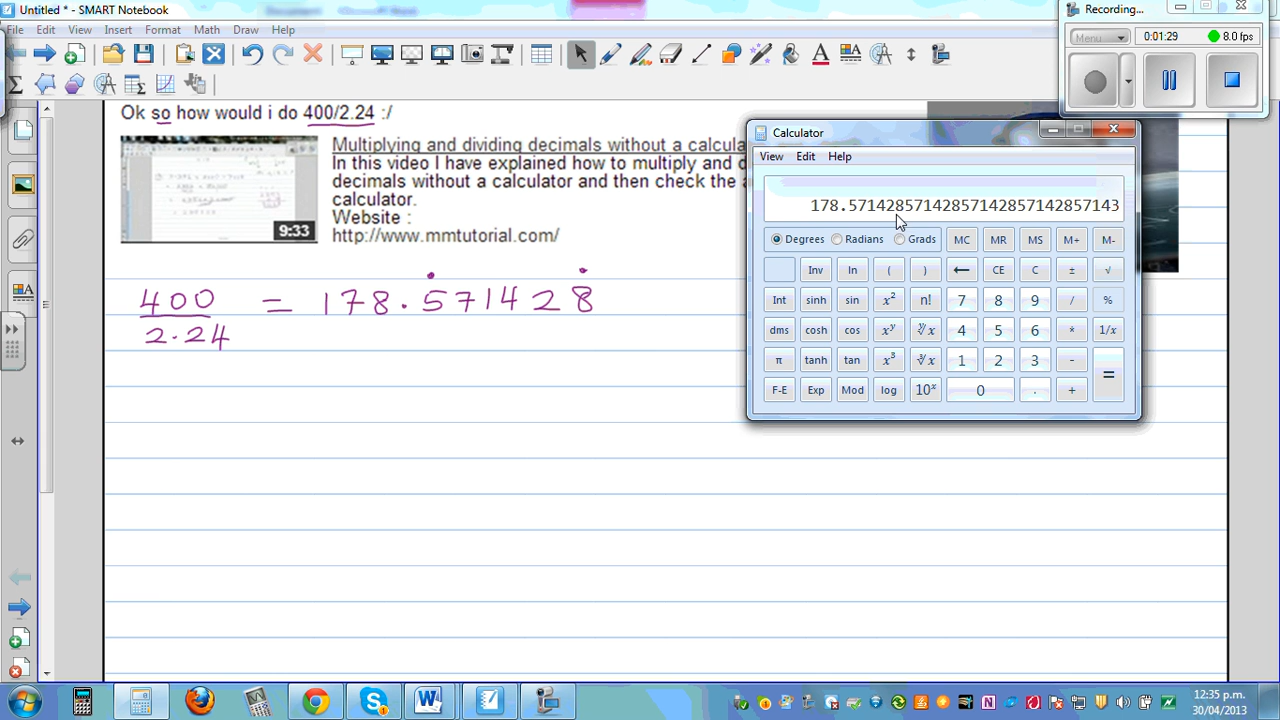 Untitled * - SMART Notebook
File Edit View Insert Format Math Draw Help
Recording...
Menu 0:01:29 8.0 fps
Ok so how would i do 400/2.24 :/
Multiplying and dividing decimals without a calcula
In this video I have explained how to multiply and d
decimals without a calculator and then check the a
calculator.
Website :
http://www.mmtutorial.com/
9:33
400 = 178.571428
2.24
Calculator
View Edit Help
178.57142857142857142857142857143
Degrees Radians Grads MC MR MS M+ M-
Inv ln ( ) ← CE C ± √
Int sinh sin x² n! 7 8 9 / %
dms cosh cos xʸ ʸ√x 4 5 6 * 1/x
π tanh tan x³ ³√x 1 2 3 - =
F-E Exp Mod log 10ˣ 0 . +
12:35 p.m.
30/04/2013